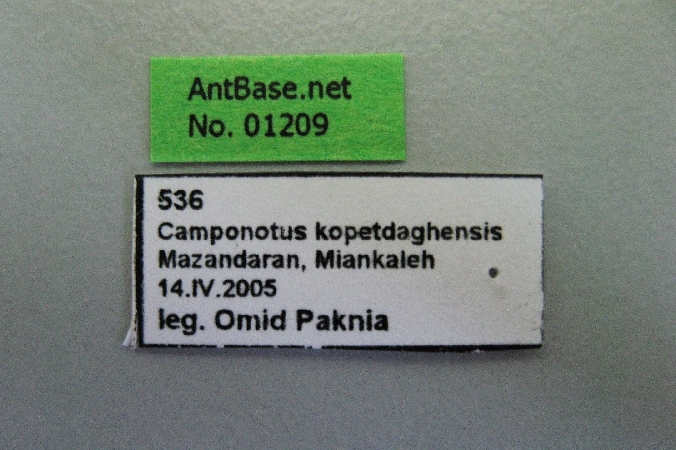 AntBase.net
No. 01209
536
Camponotus kopetdaghensis
Mazandaran, Miankaleh
14.IV.2005
leg. Omid Paknia